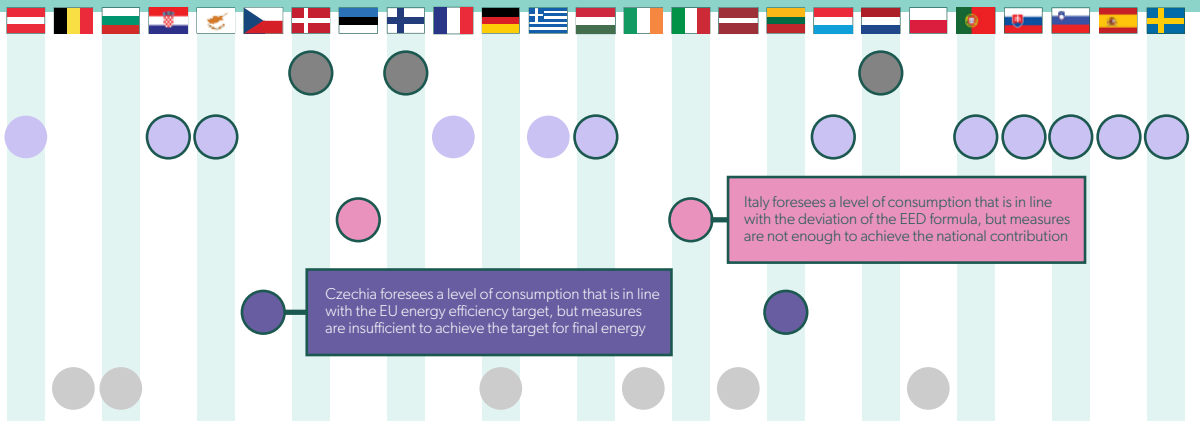 Italy foresees a level of consumption that is in line
with the deviation of the EED formula, but measures
are not enough to achieve the national contribution
Czechia foresees a level of consumption that is in line
with the EU energy efficiency target, but measures
are insufficient to achieve the target for final energy